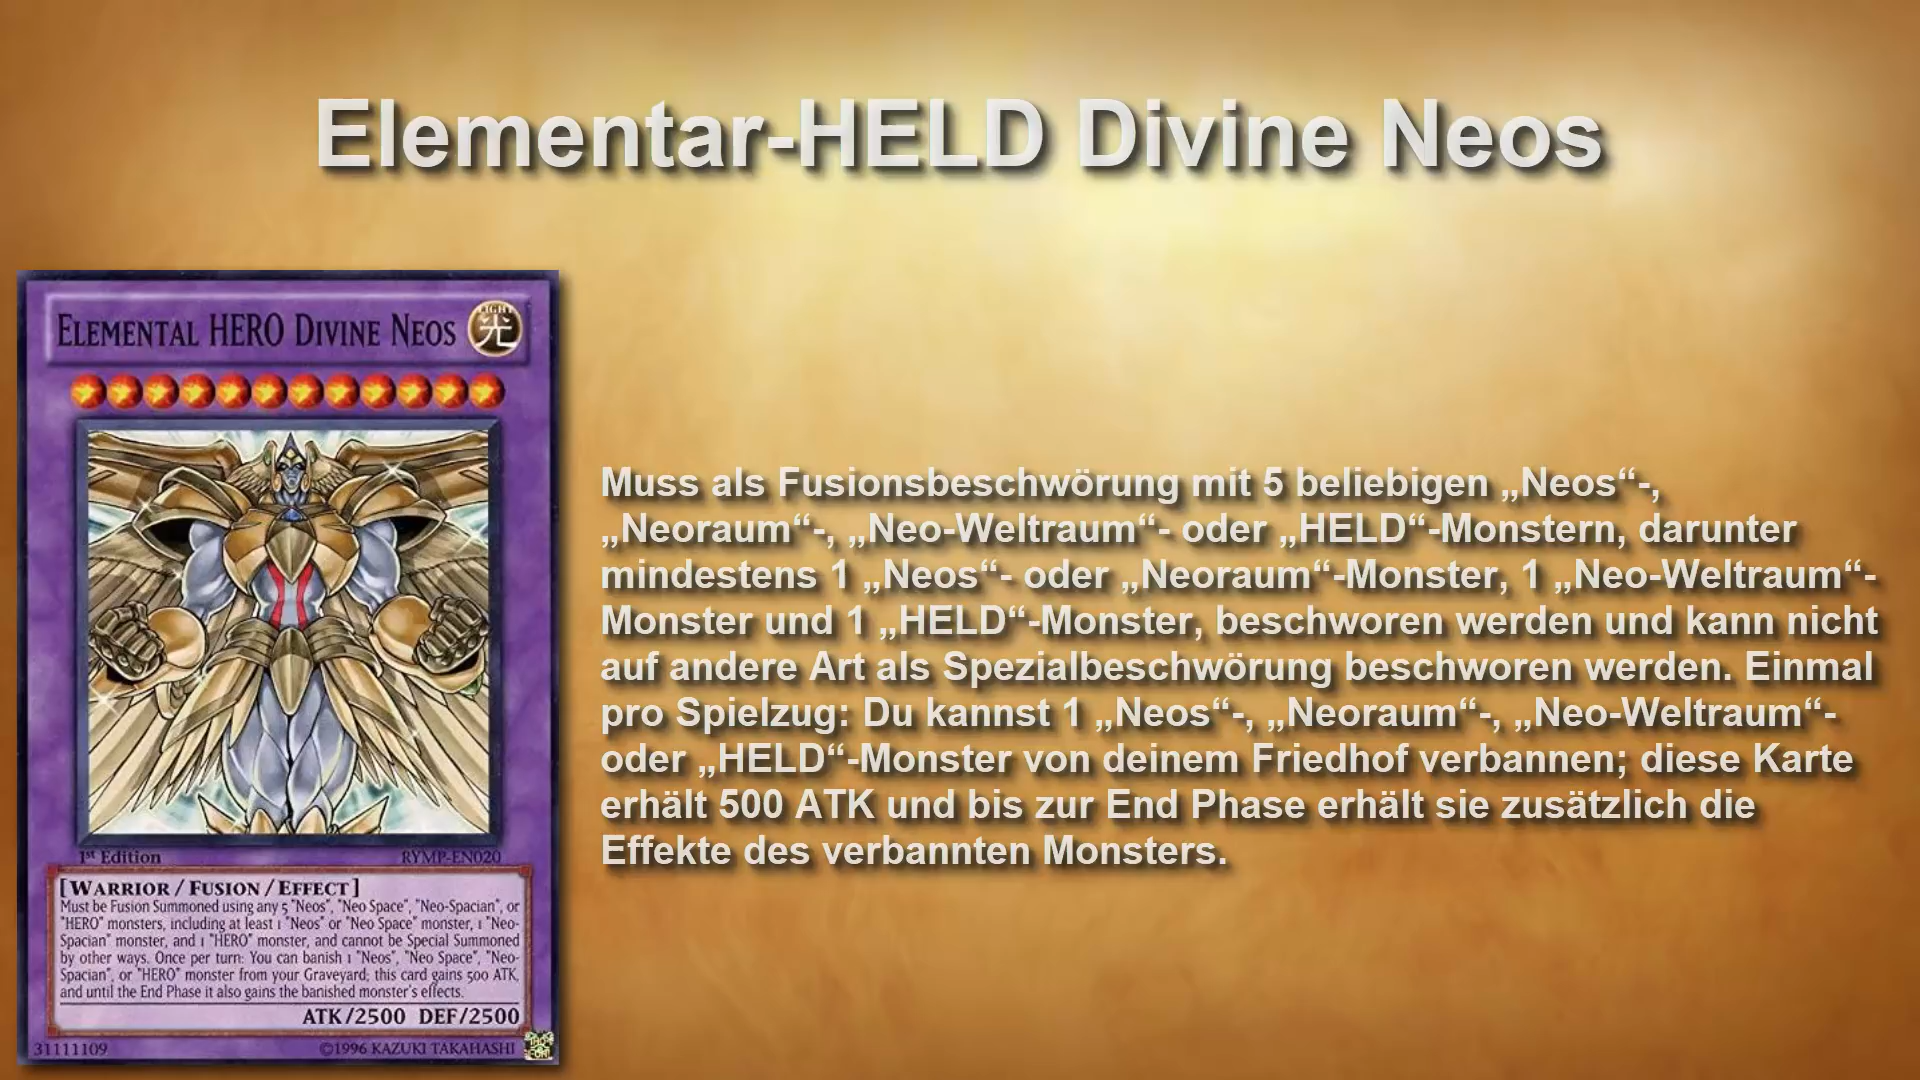 Elementar-HELD Divine Neos
ELEMENTAL HERO DIVINE NEOS
LIGHT
光
Muss als Fusionsbeschwörung mit 5 beliebigen „Neos“-,
„Neoraum“-, „Neo-Weltraum“- oder „HELD“-Monstern, darunter
mindestens 1 „Neos“- oder „Neoraum“-Monster, 1 „Neo-Weltraum“-
Monster und 1 „HELD“-Monster, beschworen werden und kann nicht
auf andere Art als Spezialbeschwörung beschworen werden. Einmal
pro Spielzug: Du kannst 1 „Neos“-, „Neoraum“-, „Neo-Weltraum“-
oder „HELD“-Monster von deinem Friedhof verbannen; diese Karte
erhält 500 ATK und bis zur End Phase erhält sie zusätzlich die
Effekte des verbannten Monsters.
1st Edition RYMP-EN020
[WARRIOR / FUSION / EFFECT]
Must be Fusion Summoned using any 5 "Neos", "Neo Space", "Neo-Spacian", or
"HERO" monsters, including at least 1 "Neos" or "Neo Space" monster, 1 "Neo-
Spacian" monster, and 1 "HERO" monster, and cannot be Special Summoned
by other ways. Once per turn: You can banish 1 "Neos", "Neo Space", "Neo-
Spacian", or "HERO" monster from your Graveyard; this card gains 500 ATK,
and until the End Phase it also gains the banished monster's effects.
ATK/2500 DEF/2500
31111109 ©1996 KAZUKI TAKAHASHI